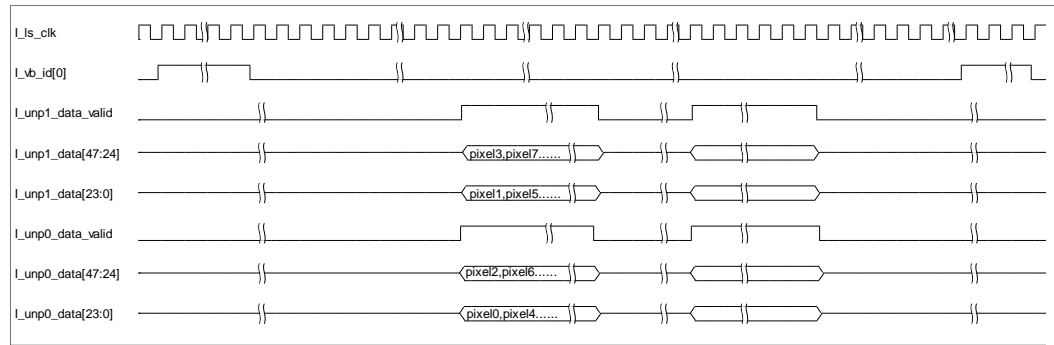 I_ls_clk
I_vb_id[0]
I_unp1_data_valid
I_unp1_data[47:24]
pixel3,pixel7......
I_unp1_data[23:0]
pixel1,pixel5......
I_unp0_data_valid
I_unp0_data[47:24]
pixel2,pixel6......
I_unp0_data[23:0]
pixel0,pixel4......